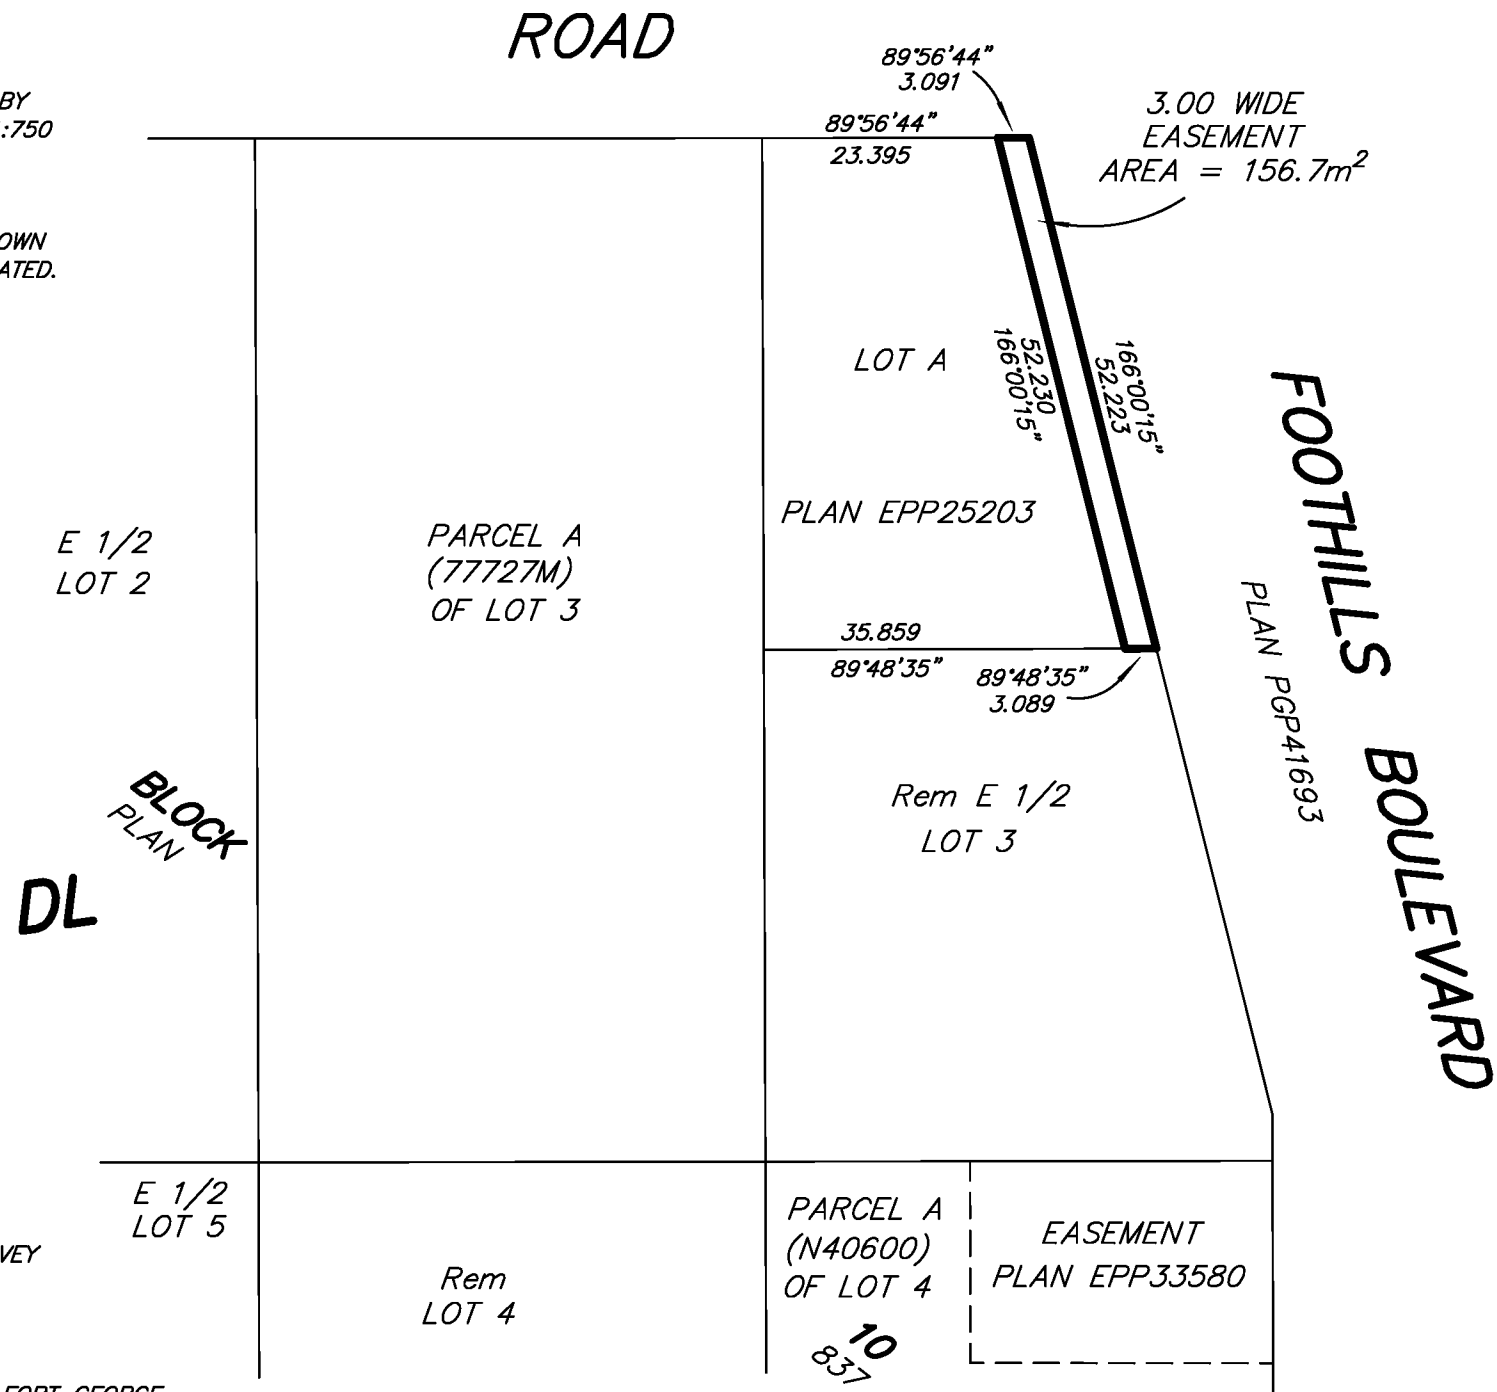 ROAD
BY
:750
OWN
ATED.
89°56'44"
3.091
89°56'44"
23.395
3.00 WIDE
EASEMENT
AREA = 156.7m²
LOT A
52.230
166°00'15"
166°00'15"
52.223
PLAN EPP25203
E 1/2
LOT 2
PARCEL A
(77727M)
OF LOT 3
35.859
89°48'35"
89°48'35"
3.089
FOOTHILLS BOULEVARD
PLAN PGP41693
Rem E 1/2
LOT 3
BLOCK
PLAN
DL
E 1/2
LOT 5
VEY
Rem
LOT 4
PARCEL A
(N40600)
OF LOT 4
EASEMENT
PLAN EPP33580
10
837
FORT GEORGE